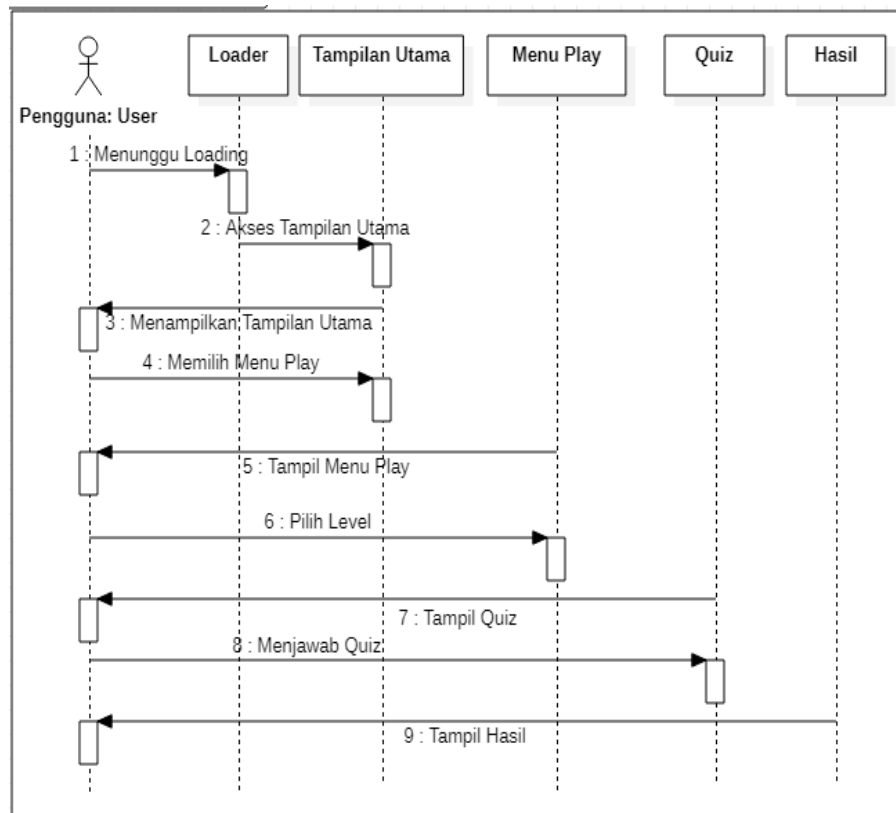 Loader
Tampilan Utama
Menu Play
Quiz
Hasil
Pengguna: User
1 : Menunggu Loading
2 : Akses Tampilan Utama
3 : Menampilkan Tampilan Utama
4 : Memilih Menu Play
5 : Tampil Menu Play
6 : Pilih Level
7 : Tampil Quiz
8 : Menjawab Quiz
9 : Tampil Hasil